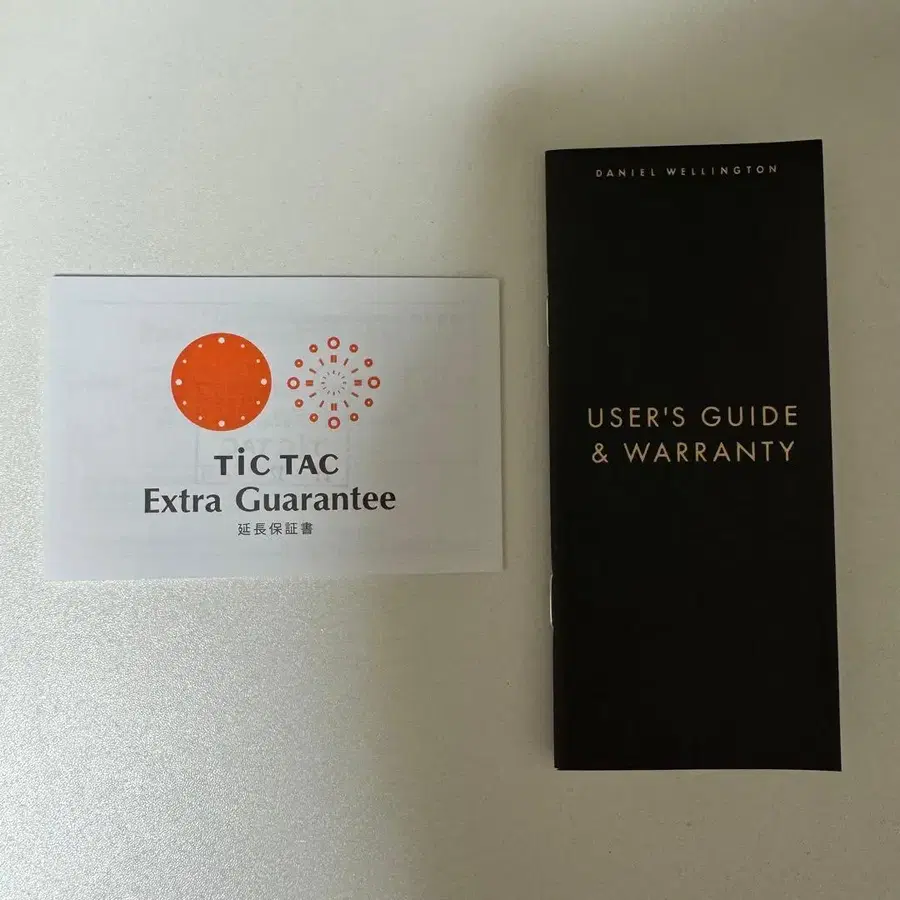 TiC TAC
Extra Guarantee
延長保証書
DANIEL WELLINGTON
USER'S GUIDE
& WARRANTY